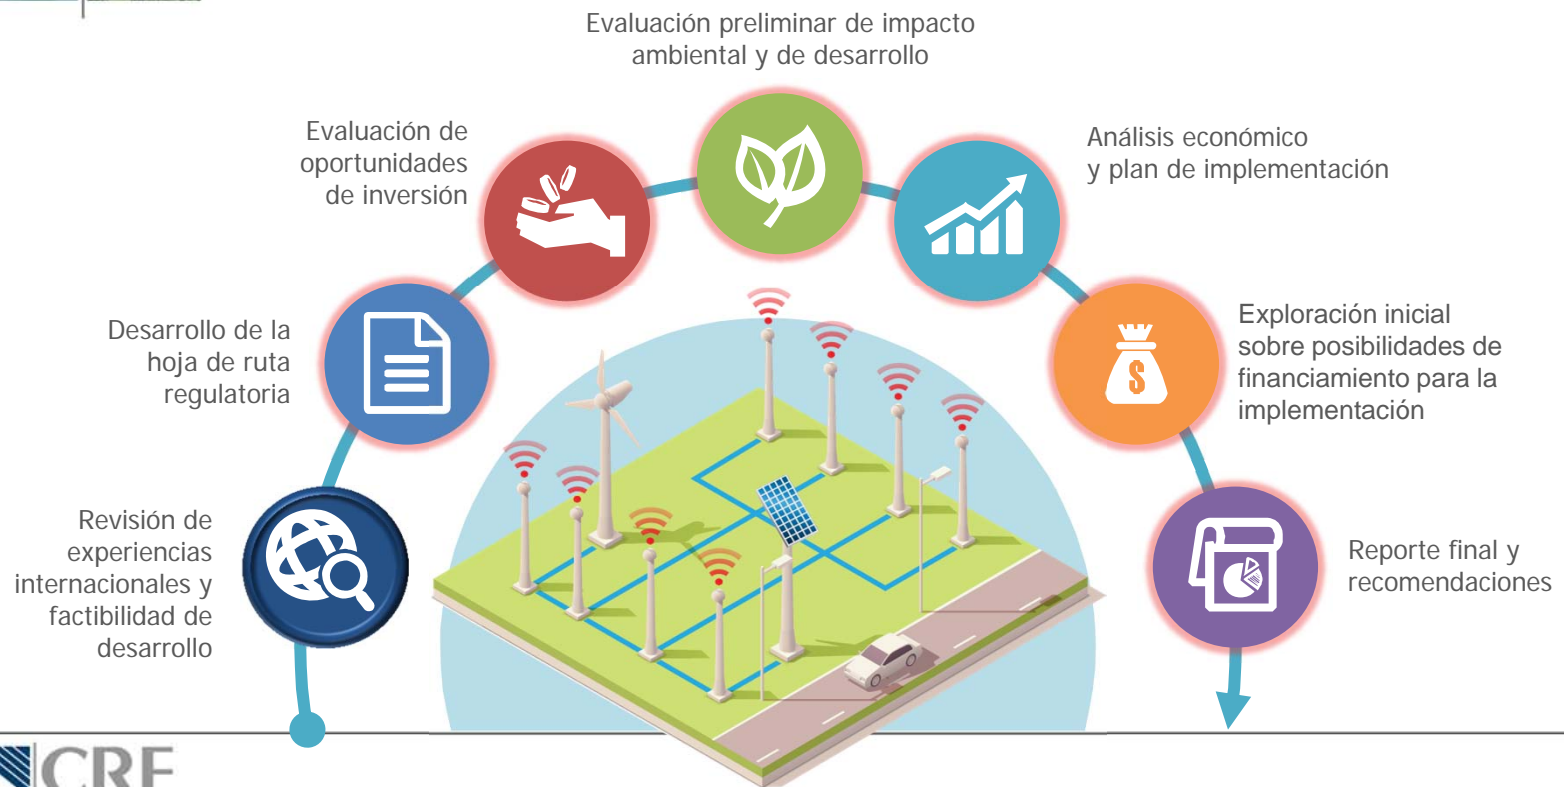 Evaluación preliminar de impacto
ambiental y de desarrollo
Evaluación de
oportunidades
de inversión
Análisis económico
y plan de implementación
Desarrollo de la
hoja de ruta
regulatoria
Exploración inicial
sobre posibilidades de
financiamiento para la
implementación
$
Revisión de
experiencias
internacionales y
factibilidad de
desarrollo
Reporte final y
recomendaciones